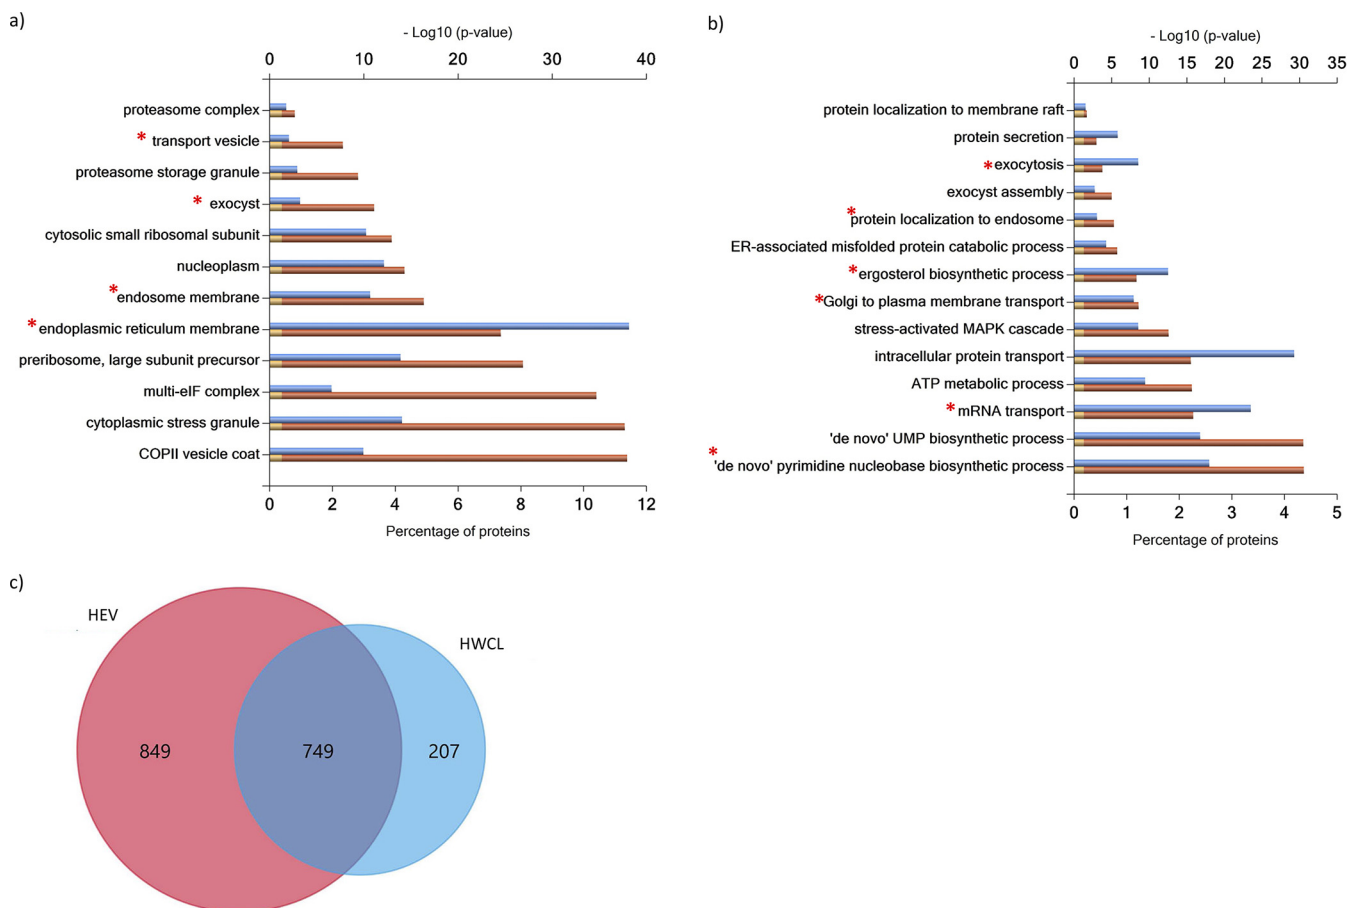 a)
- Log10 (p-value)
0 10 20 30 40
proteasome complex
* transport vesicle
proteasome storage granule
* exocyst
cytosolic small ribosomal subunit
nucleoplasm
* endosome membrane
* endoplasmic reticulum membrane
preribosome, large subunit precursor
multi-eIF complex
cytoplasmic stress granule
COPII vesicle coat
0 2 4 6 8 10 12
Percentage of proteins
b)
- Log10 (p-value)
0 5 10 15 20 25 30 35
protein localization to membrane raft
protein secretion
* exocytosis
exocyst assembly
* protein localization to endosome
ER-associated misfolded protein catabolic process
* ergosterol biosynthetic process
* Golgi to plasma membrane transport
stress-activated MAPK cascade
intracellular protein transport
ATP metabolic process
* mRNA transport
'de novo' UMP biosynthetic process
* 'de novo' pyrimidine nucleobase biosynthetic process
0 1 2 3 4 5
Percentage of proteins
c)
HEV
HWCL
849 749 207